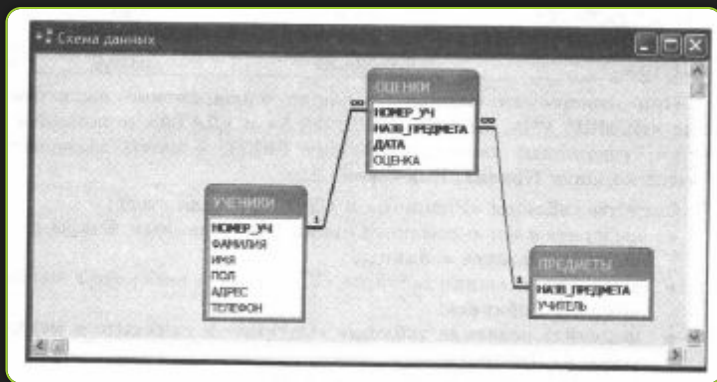 Схема данных
ОЦЕНКИ
НОМЕР_УЧ
НАЗВ_ПРЕДМЕТА
ДАТА
ОЦЕНКА
∞
∞
УЧЕНИКИ
НОМЕР_УЧ
ФАМИЛИЯ
ИМЯ
ПОЛ
АДРЕС
ТЕЛЕФОН
1
ПРЕДМЕТЫ
НАЗВ_ПРЕДМЕТА
УЧИТЕЛЬ
1